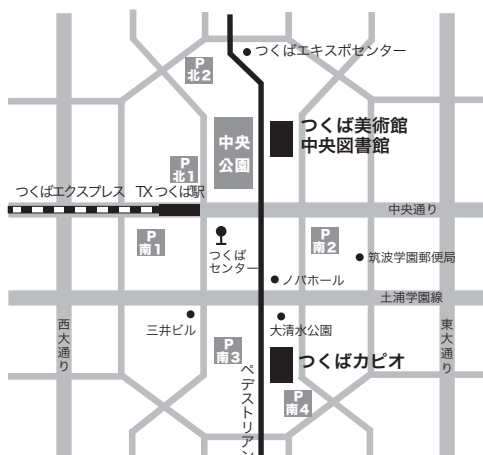 つくばエキスポセンター
P
北2
つくば美術館
中央図書館
中央
公園
P
北1
つくばエクスプレス
TXつくば駅
中央通り
P
南1
つくば
センター
P
南2
筑波学園郵便局
ノバホール
土浦学園線
西大通り
三井ビル
大清水公園
東大通り
P
南3
つくばカピオ
ペデストリアン
P
南4